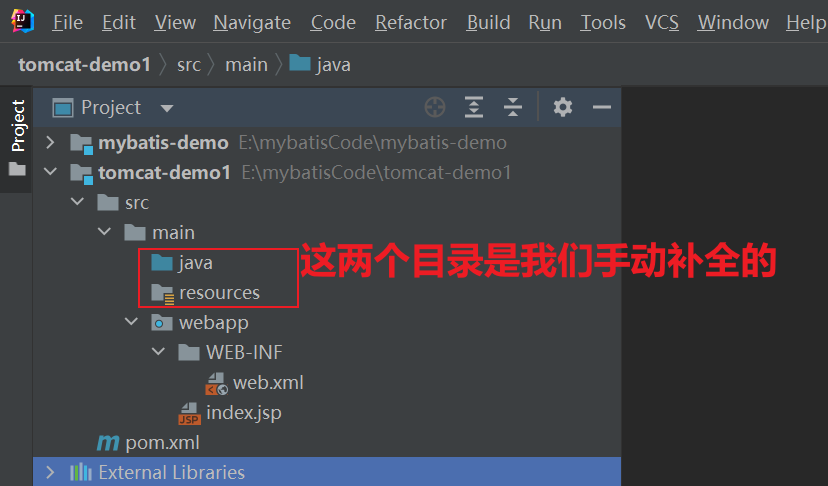 File Edit View Navigate Code Refactor Build Run Tools VCS Window Help
tomcat-demo1 src main java
Project
Project
mybatis-demo E:\mybatisCode\mybatis-demo
tomcat-demo1 E:\mybatisCode\tomcat-demo1
src
main
java 这两个目录是我们手动补全的
resources
webapp
WEB-INF
web.xml
JSP index.jsp
m pom.xml
External Libraries